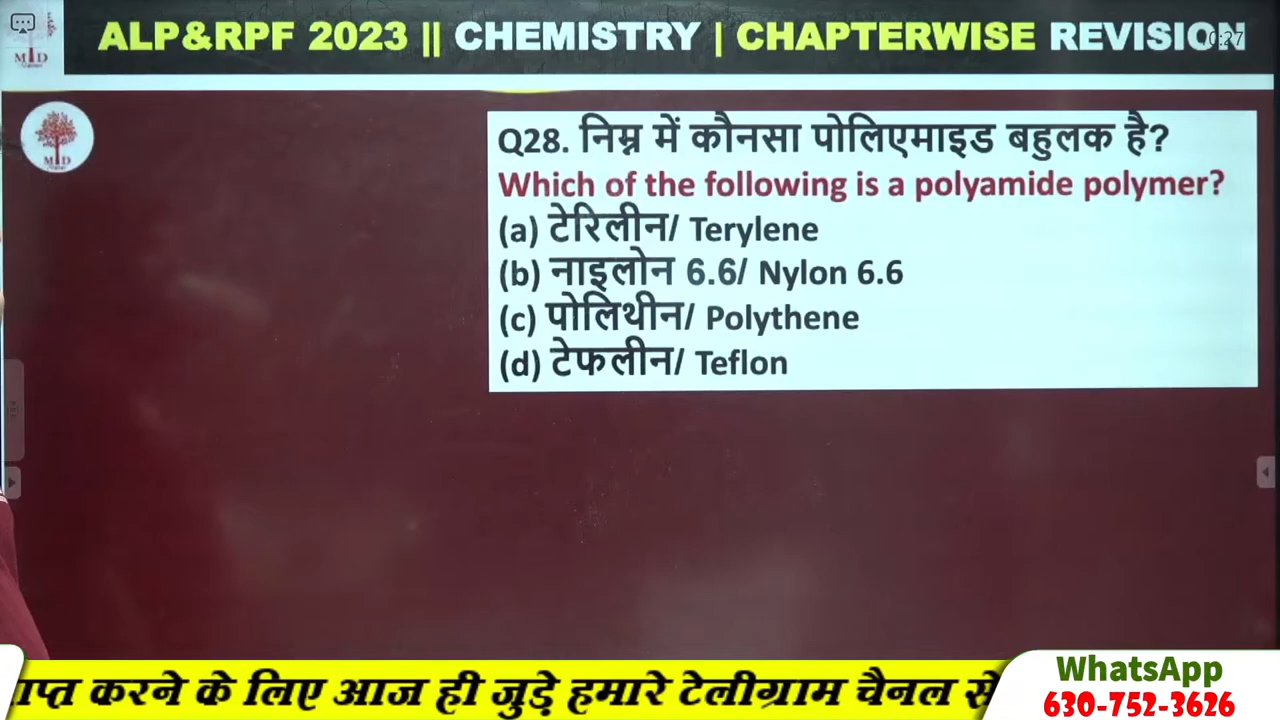 ALP&RPF 2023 || CHEMISTRY | CHAPTERWISE REVISION
Q28. निम्न में कौनसा पोलिएमाइड बहुलक है?
Which of the following is a polyamide polymer?
(a) टेरिलीन/ Terylene
(b) नाइलोन 6.6/ Nylon 6.6
(c) पोलिथीन/ Polythene
(d) टेफलीन/ Teflon
करने के लिए आज ही जुड़े हमारे टेलीग्राम चैनल से
WhatsApp
630-752-3626